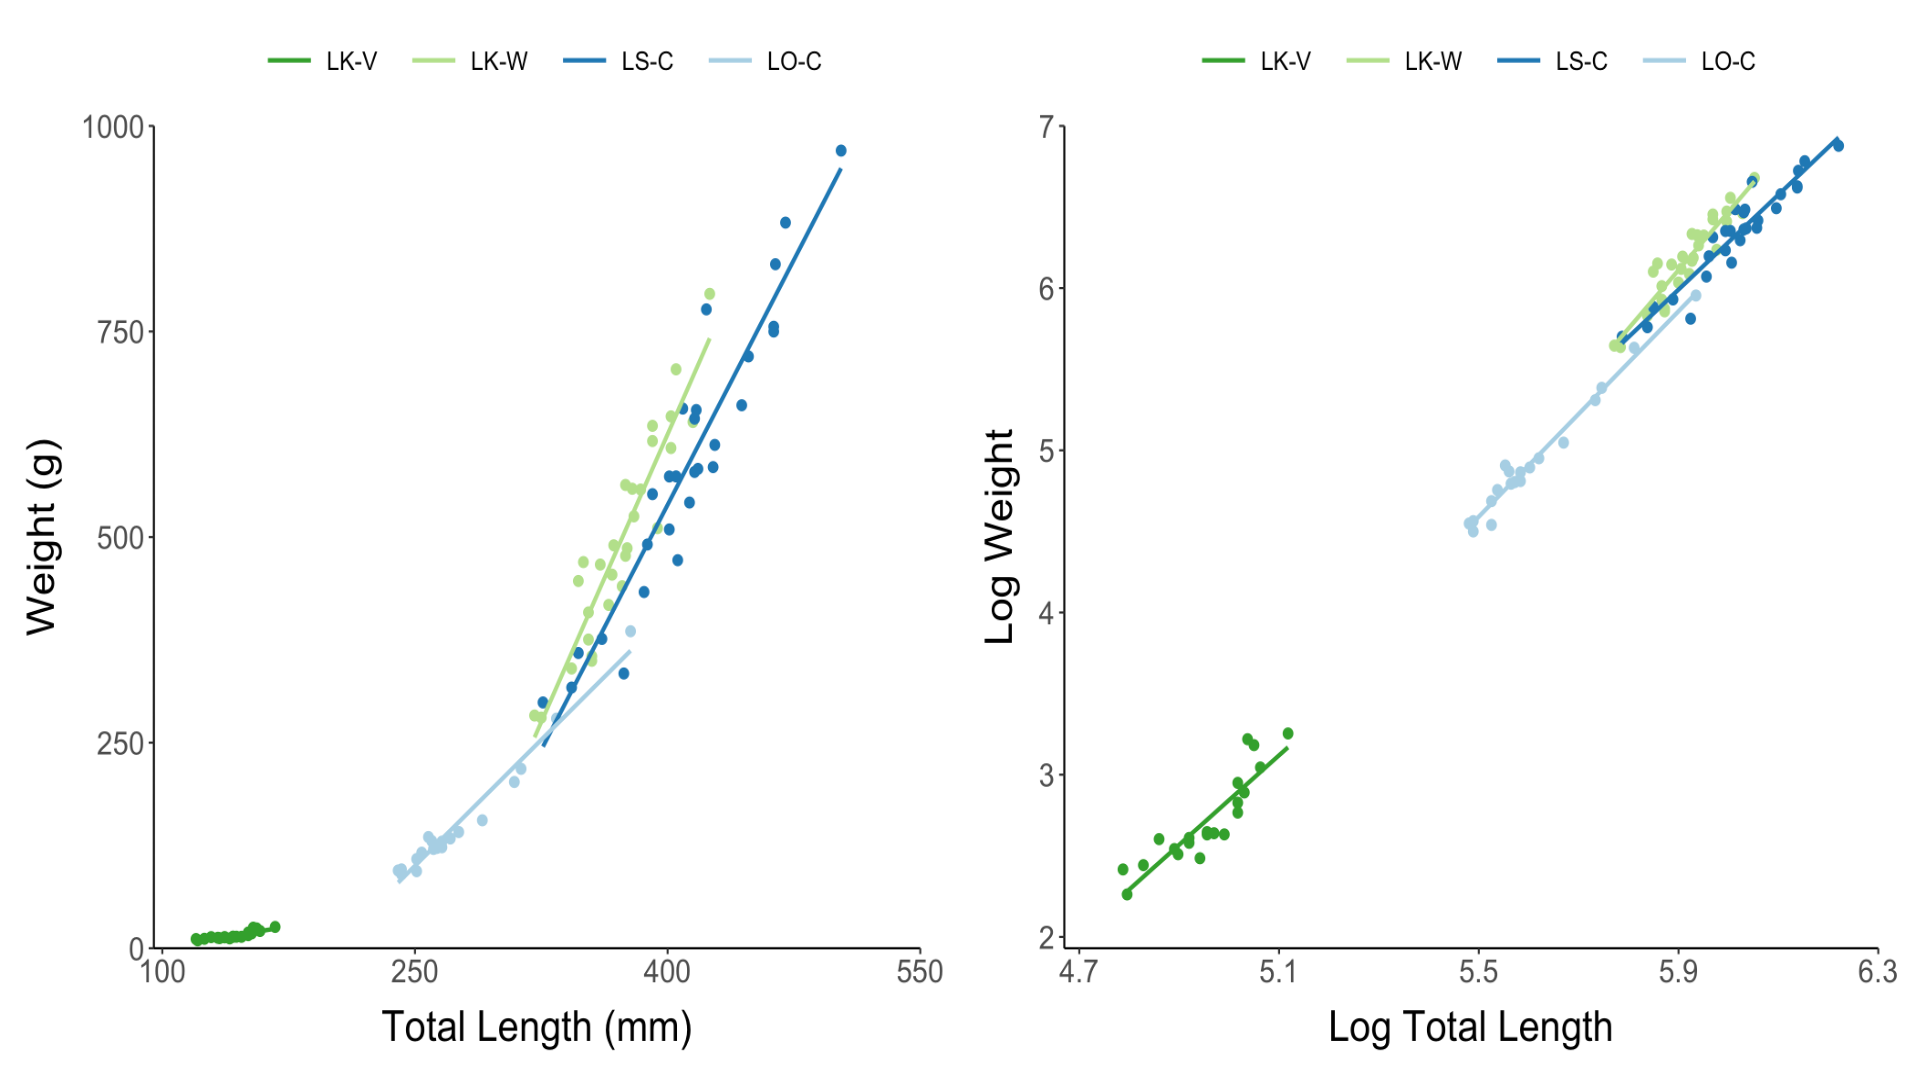 LK-V LK-W LS-C LO-C
1000
750
500
250
0
100 250 400 550
Weight (g)
Total Length (mm)
LK-V LK-W LS-C LO-C
7
6
5
4
3
2
4.7 5.1 5.5 5.9 6.3
Log Weight
Log Total Length